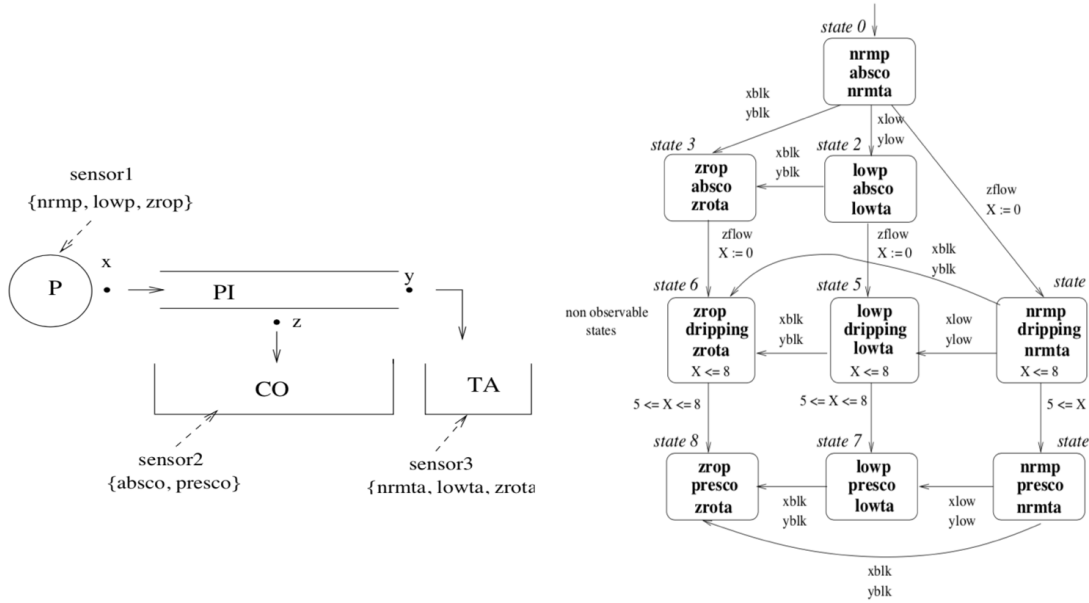 sensor1
{nrmp, lowp, zrop}
x
P
PI
y
z
CO
TA
sensor2
{absco, presco}
sensor3
{nrmta, lowta, zrota
state 0
nrmp
absco
nrmta
xblk
yblk
xlow
ylow
state 3
zrop
absco
zrota
xblk
yblk
state 2
lowp
absco
lowta
zflow
X := 0
zflow
X := 0
zflow
X := 0
xblk
yblk
non observable
states
state 6
zrop
dripping
zrota
X <= 8
xblk
yblk
state 5
lowp
dripping
lowta
X <= 8
xlow
ylow
state
nrmp
dripping
nrmta
X <= 8
5 <= X <= 8
5 <= X <= 8
5 <= X
state 8
zrop
presco
zrota
xblk
yblk
state 7
lowp
presco
lowta
xlow
ylow
state
nrmp
presco
nrmta
xblk
yblk